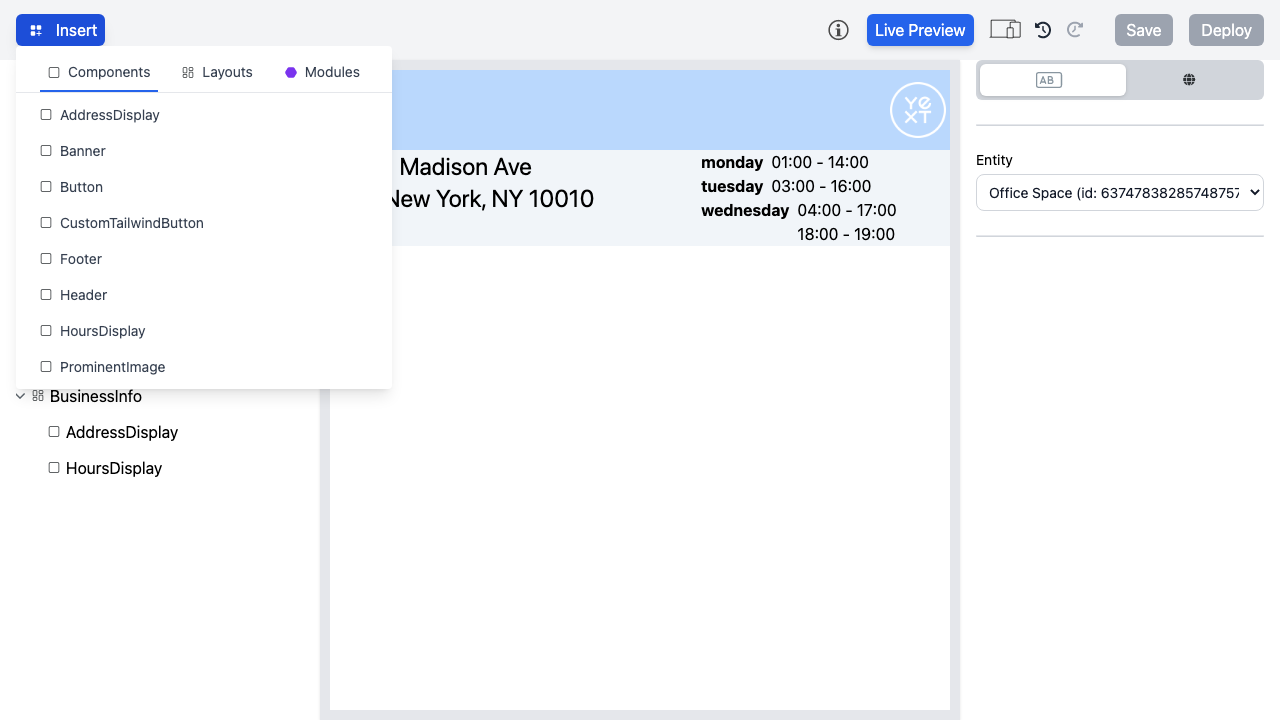 Insert
Live Preview
Save
Deploy
Components
Layouts
Modules
AddressDisplay
Banner
Button
CustomTailwindButton
Footer
Header
HoursDisplay
ProminentImage
BusinessInfo
AddressDisplay
HoursDisplay
YEXT
Madison Ave
New York, NY 10010
monday 01:00 - 14:00
tuesday 03:00 - 16:00
wednesday 04:00 - 17:00
18:00 - 19:00
AB
Entity
Office Space (id: 63747838285748757